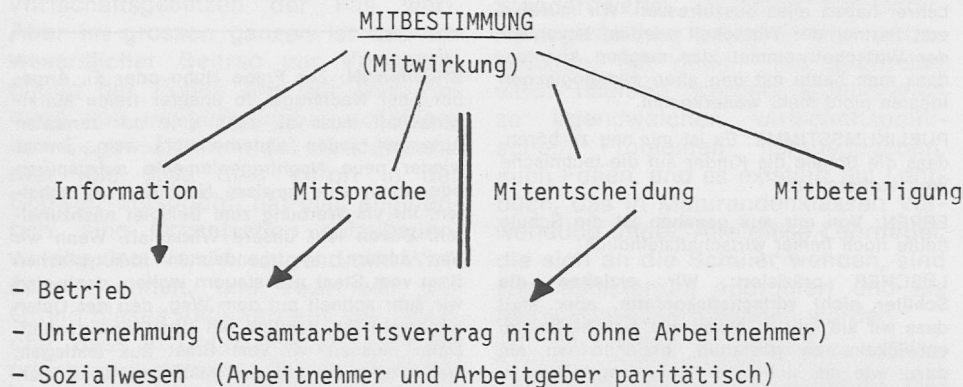 MITBESTIMMUNG
(Mitwirkung)
Information Mitsprache Mitentscheidung Mitbeteiligung
- Betrieb
- Unternehmung (Gesamtarbeitsvertrag nicht ohne Arbeitnehmer)
- Sozialwesen (Arbeitnehmer und Arbeitgeber paritätisch)